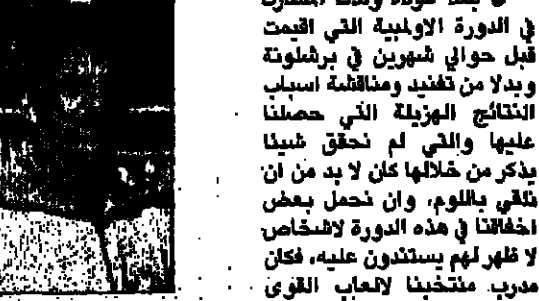 في الدورة الاولمبية التي اقيمت
قبل حوالي شهرين في برشلونة
وبدلا من تفنيد ومناقشة اسباب
النتائج الهزيلة التي حصلنا
عليها والتي لم نحقق شيئا
يذكر من خلالها كان لا بد من ان
نلقي باللوم، وان نحمل بعض
اخفاقنا في هذه الدورة لاشخاص
لا ظهر لهم يستندون عليه، فكان
مدرب منتخبنا لالعاب القوى